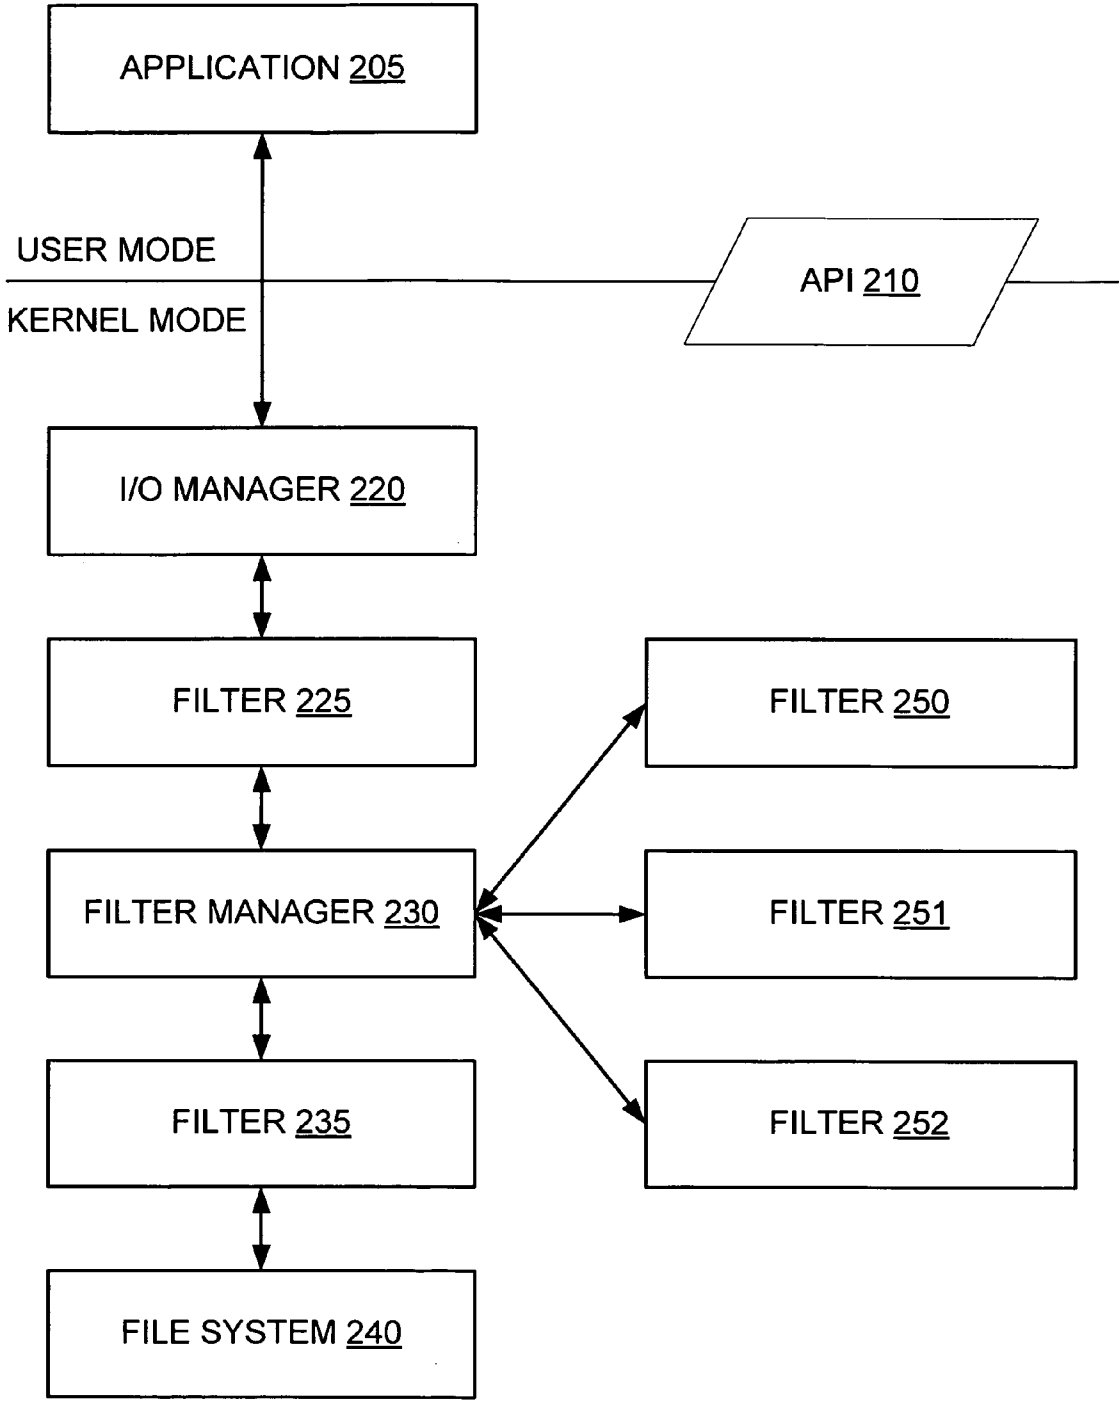 APPLICATION 205
USER MODE
API 210
KERNEL MODE
I/O MANAGER 220
FILTER 225
FILTER 250
FILTER MANAGER 230
FILTER 251
FILTER 235
FILTER 252
FILE SYSTEM 240